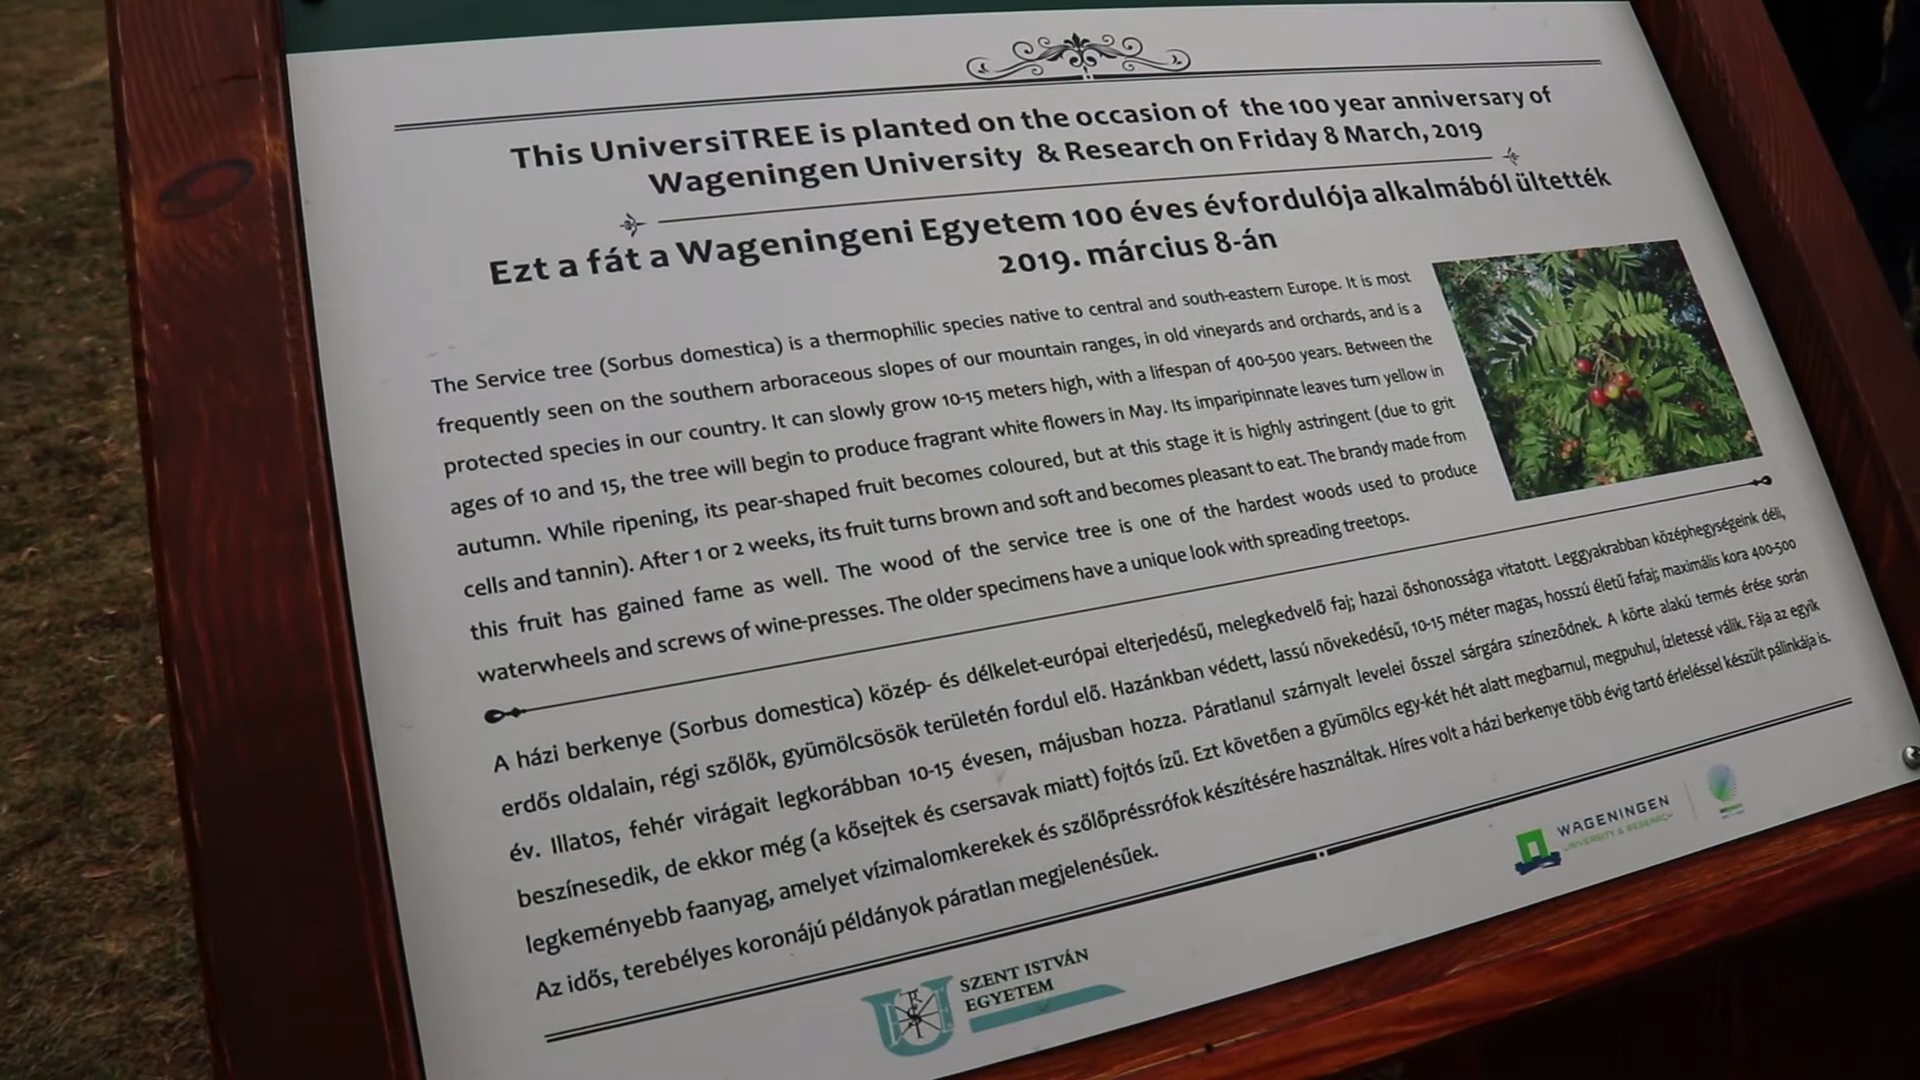 This UniversiTREE is planted on the occasion of the 100 year anniversary of
Wageningen University & Research on Friday 8 March, 2019
Ezt a fát a Wageningeni Egyetem 100 éves évfordulója alkalmából ültették
2019. március 8-án
The Service tree (Sorbus domestica) is a thermophilic species native to central and south-eastern Europe. It is most
frequently seen on the southern arboraceous slopes of our mountain ranges, in old vineyards and orchards, and is a
protected species in our country. It can slowly grow 10-15 meters high, with a lifespan of 400-500 years. Between the
ages of 10 and 15, the tree will begin to produce fragrant white flowers in May. Its imparipinnate leaves turn yellow in
autumn. While ripening, its pear-shaped fruit becomes coloured, but at this stage it is highly astringent (due to grit
cells and tannin). After 1 or 2 weeks, its fruit turns brown and soft and becomes pleasant to eat. The brandy made from
this fruit has gained fame as well. The wood of the service tree is one of the hardest woods used to produce
waterwheels and screws of wine-presses. The older specimens have a unique look with spreading treetops.
A házi berkenye (Sorbus domestica) közép- és délkelet-európai elterjedésű, melegkedvelő faj; hazai őshonossága vitatott. Leggyakrabban középhegységeink déli,
erdős oldalain, régi szőlők, gyümölcsösök területén fordul elő. Hazánkban védett, lassú növekedésű, 10-15 méter magas, hosszú életű fafaj; maximális kora 400-500
év. Illatos, fehér virágait legkorábban 10-15 évesen, májusban hozza. Páratlanul szárnyalt levelei ősszel sárgára színeződnek. A körte alakú termés érése során
beszínesedik, de ekkor még (a kősejtek és csersavak miatt) fojtós ízű. Ezt követően a gyümölcs egy-két hét alatt megbarnul, megpuhul, ízletessé válik. Fája az egyik
legkeményebb faanyag, amelyet vízimalomkerekek és szőlőpréssrófok készítésére használtak. Híres volt a házi berkenye több évig tartó érleléssel készült pálinkája is.
Az idős, terebélyes koronájú példányok páratlan megjelenésűek.
WAGENINGEN
UNIVERSITY & RESEARCH
SZENT ISTVÁN
EGYETEM